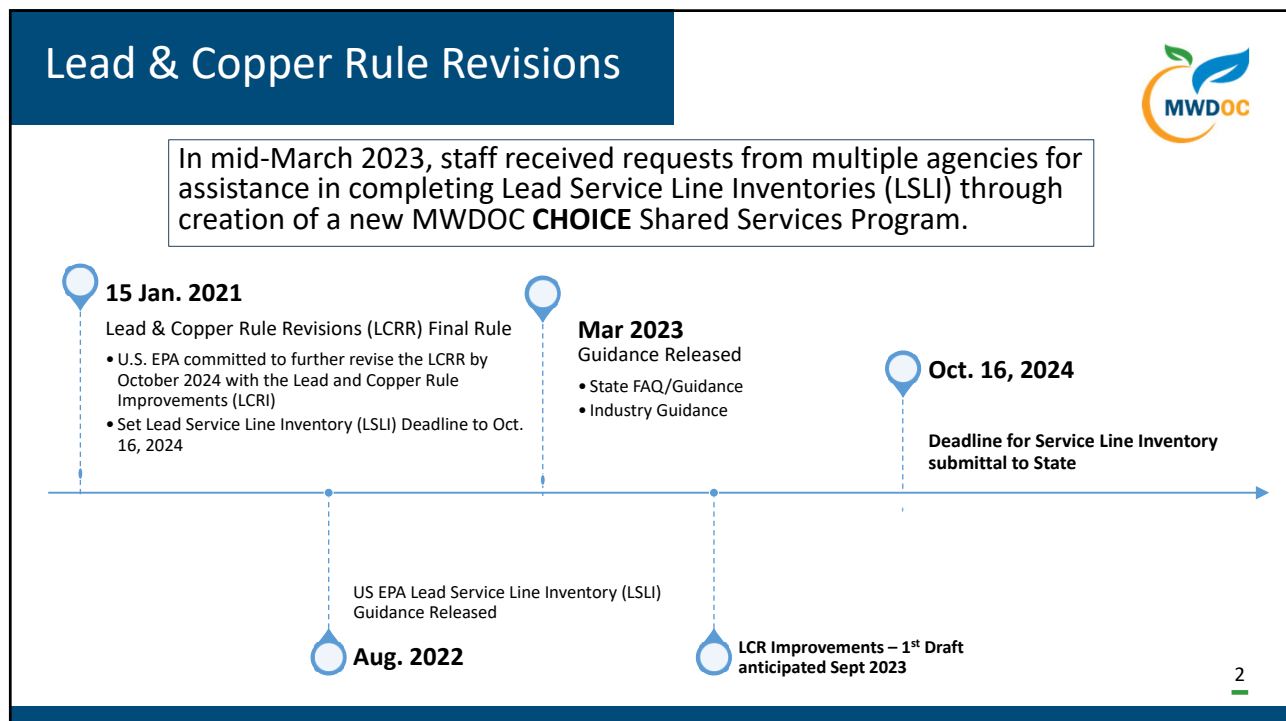 Lead & Copper Rule Revisions
MWDOC
In mid-March 2023, staff received requests from multiple agencies for
assistance in completing Lead Service Line Inventories (LSLI) through
creation of a new MWDOC CHOICE Shared Services Program.
15 Jan. 2021
Lead & Copper Rule Revisions (LCRR) Final Rule
• U.S. EPA committed to further revise the LCRR by
October 2024 with the Lead and Copper Rule
Improvements (LCRI)
• Set Lead Service Line Inventory (LSLI) Deadline to Oct.
16, 2024
Mar 2023
Guidance Released
• State FAQ/Guidance
• Industry Guidance
Oct. 16, 2024
Deadline for Service Line Inventory
submittal to State
US EPA Lead Service Line Inventory (LSLI)
Guidance Released
Aug. 2022
LCR Improvements – 1st Draft
anticipated Sept 2023
2